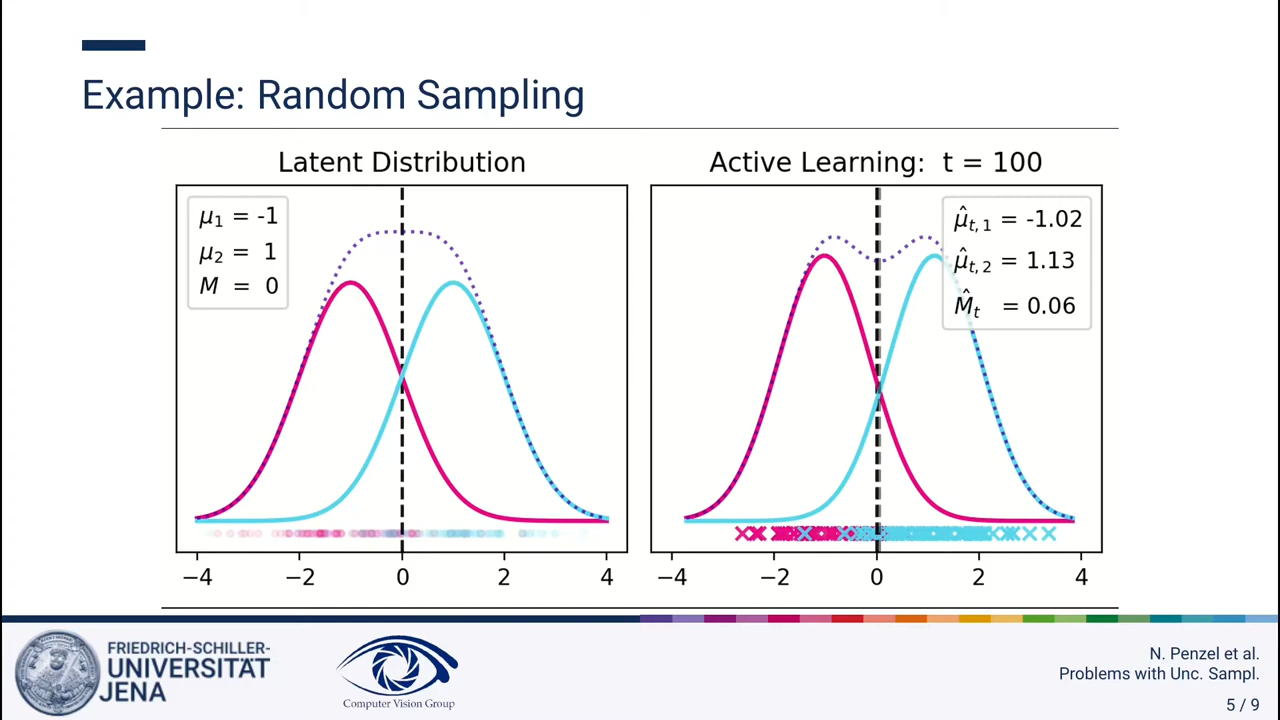 Example: Random Sampling
Latent Distribution
μ₁ = -1
μ₂ = 1
M = 0
−4 −2 0 2 4
Active Learning: t = 100
μ̂ₜ,₁ = -1.02
μ̂ₜ,₂ = 1.13
M̂ₜ = 0.06
−4 −2 0 2 4
FRIEDRICH-SCHILLER-
UNIVERSITÄT
JENA
Computer Vision Group
N. Penzel et al.
Problems with Unc. Sampl.
5 / 9